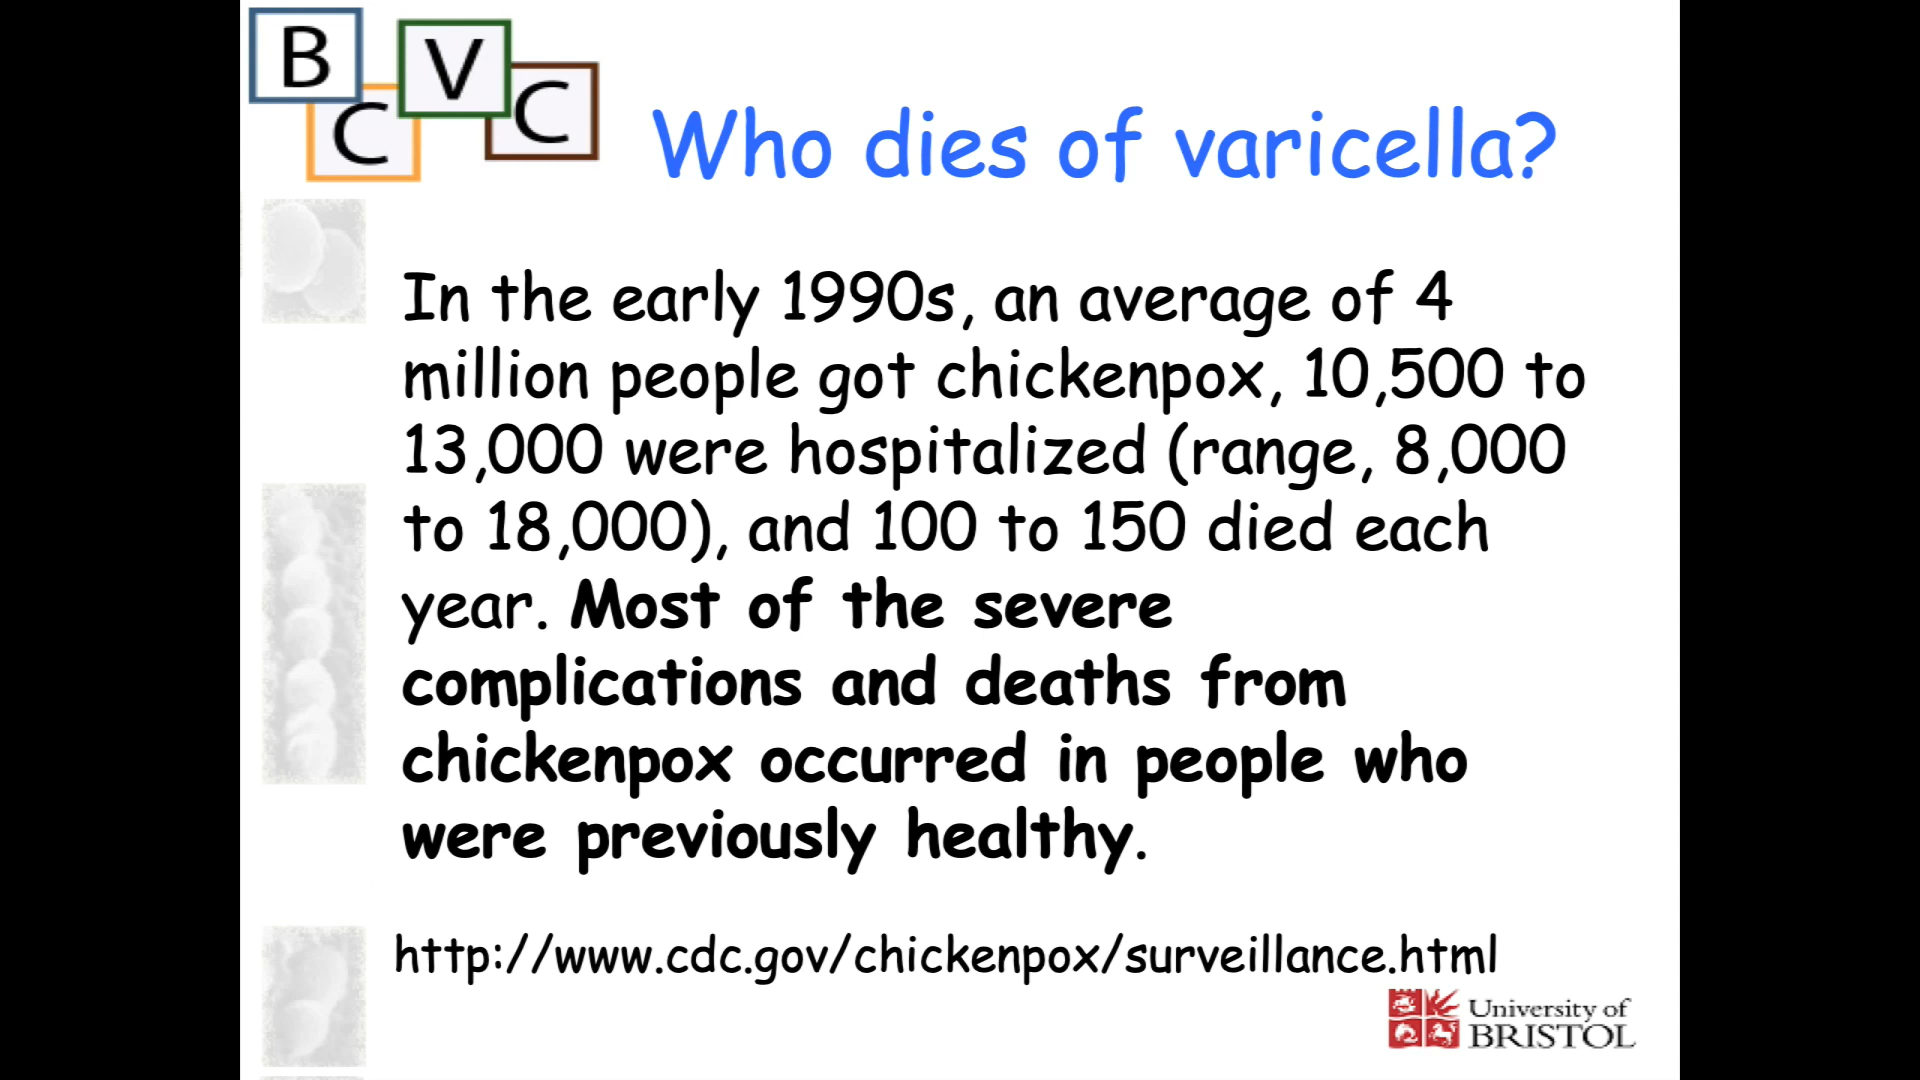 B
C
V
C
Who dies of varicella?
In the early 1990s, an average of 4
million people got chickenpox, 10,500 to
13,000 were hospitalized (range, 8,000
to 18,000), and 100 to 150 died each
year. Most of the severe
complications and deaths from
chickenpox occurred in people who
were previously healthy.
http://www.cdc.gov/chickenpox/surveillance.html
University of
BRISTOL